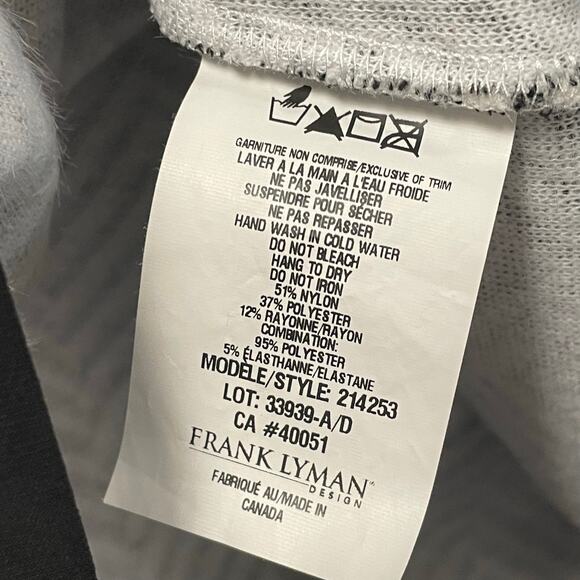 GARNITURE NON COMPRISE/EXCLUSIVE OF TRIM
LAVER À LA MAIN À L'EAU FROIDE
NE PAS JAVELLISER
SUSPENDRE POUR SÉCHER
NE PAS REPASSER
HAND WASH IN COLD WATER
DO NOT BLEACH
HANG TO DRY
DO NOT IRON
51% NYLON
37% POLYESTER
12% RAYONNE/RAYON
COMBINATION:
95% POLYESTER
5% ÉLASTHANNE/ELASTANE
MODÈLE/STYLE: 214253
LOT: 33939-A/D
CA #40051
FRANK LYMAN
DESIGN
FABRIQUÉ AU/MADE IN
CANADA